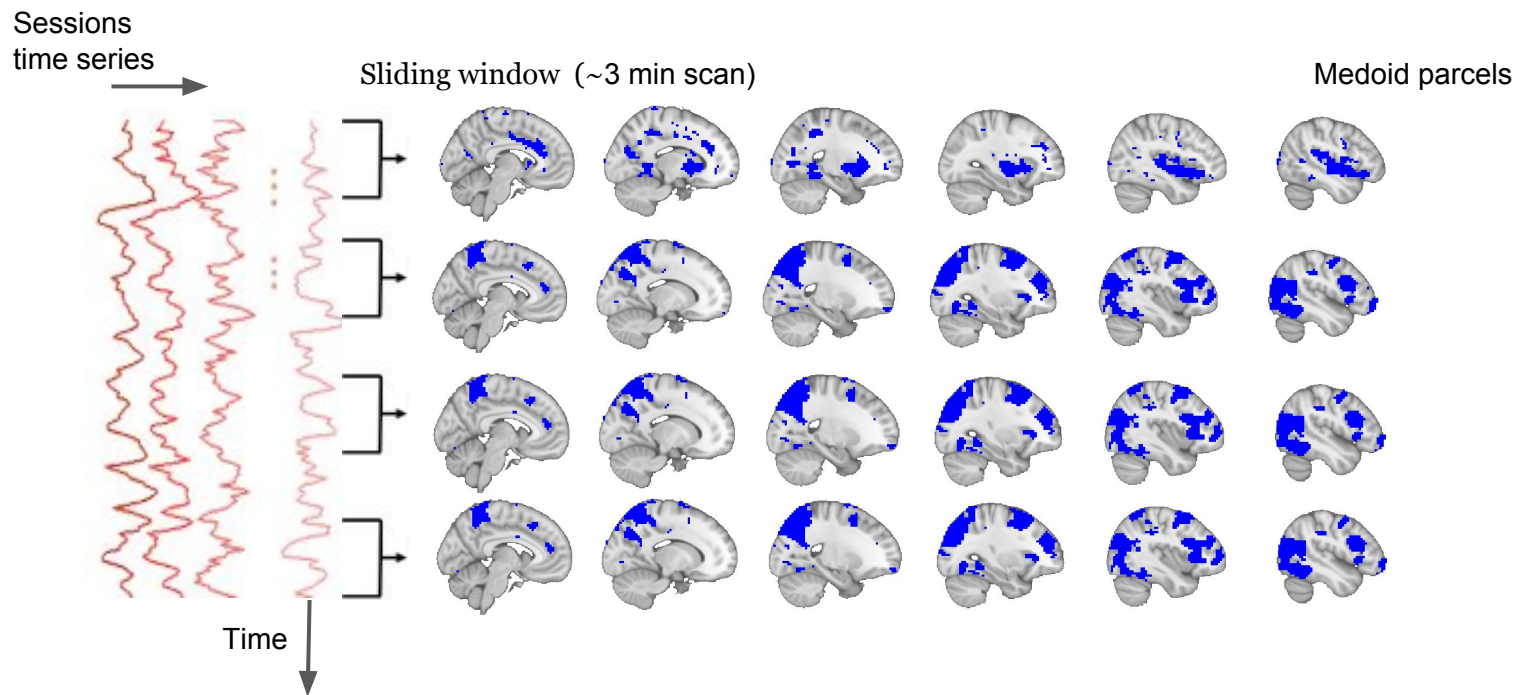 Sessions
time series
Sliding window (~3 min scan)
Medoid parcels
Time